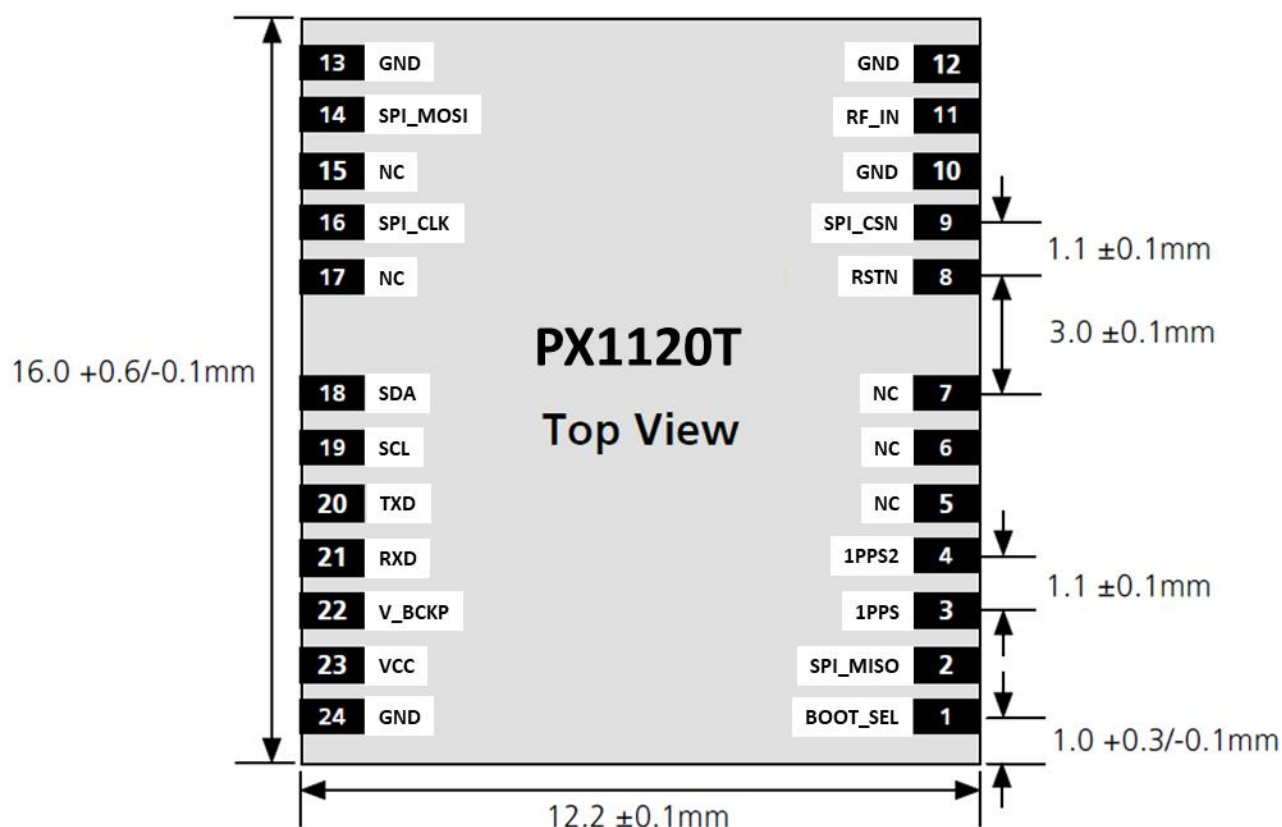 13 GND GND 12
14 SPI_MOSI RF_IN 11
15 NC GND 10
16 SPI_CLK SPI_CSN 9
1.1 ±0.1mm
17 NC RSTN 8
PX1120T
3.0 ±0.1mm
16.0 +0.6/-0.1mm
18 SDA NC 7
Top View
19 SCL NC 6
20 TXD NC 5
21 RXD 1PPS2 4
1.1 ±0.1mm
22 V_BCKP 1PPS 3
23 VCC SPI_MISO 2
24 GND BOOT_SEL 1
1.0 +0.3/-0.1mm
12.2 ±0.1mm